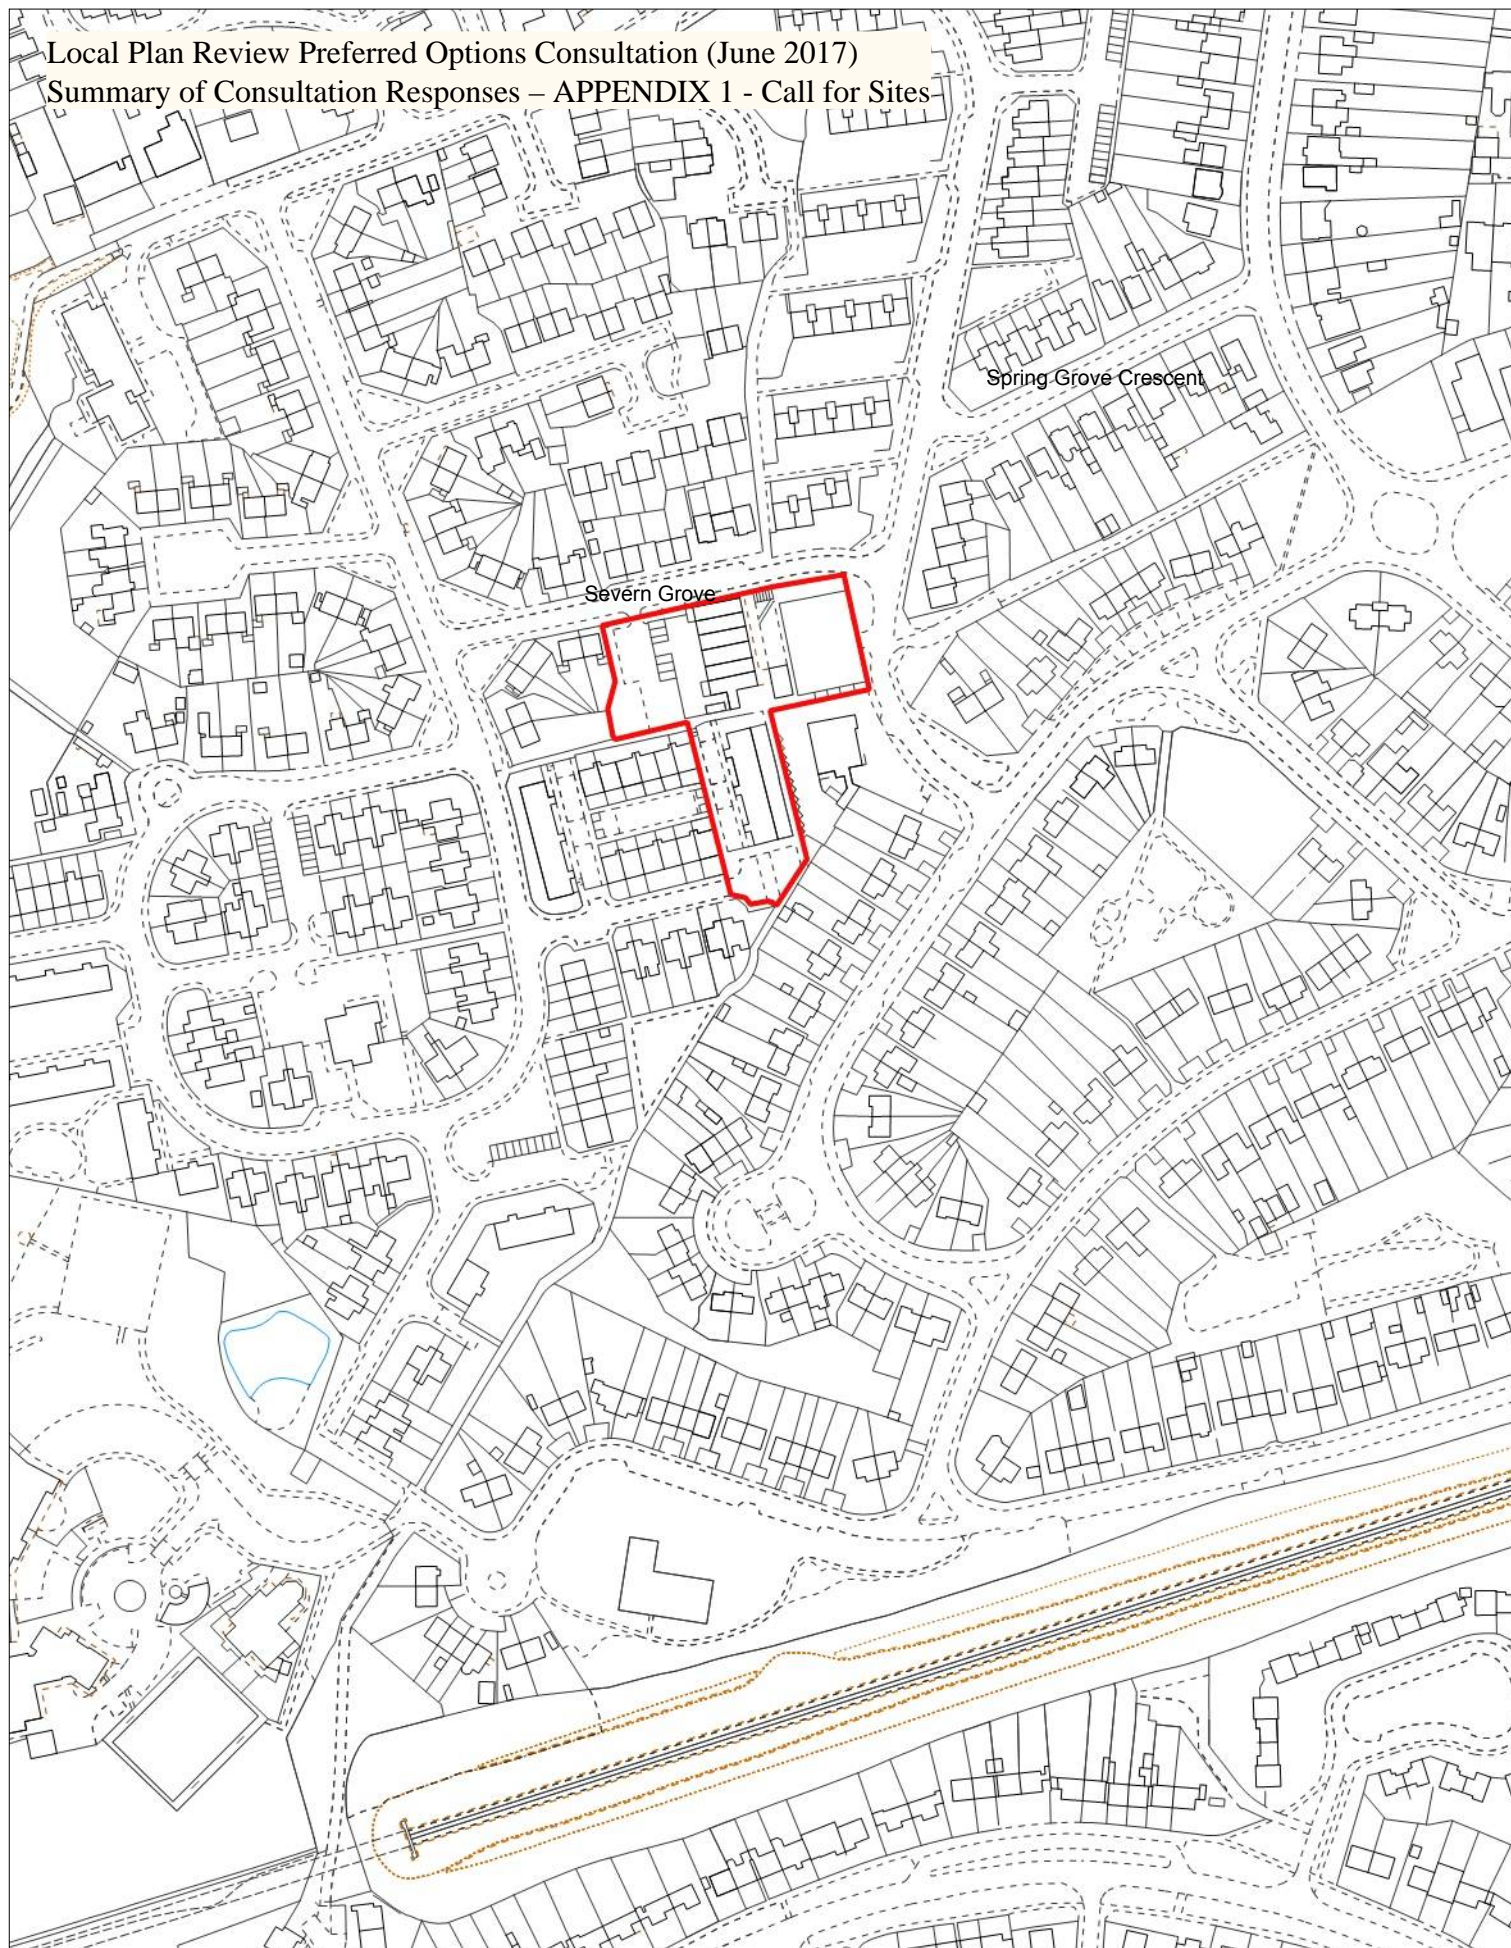 Local Plan Review Preferred Options Consultation (June 2017)
Summary of Consultation Responses – APPENDIX 1 - Call for Sites
Spring Grove Crescent
Severn Grove